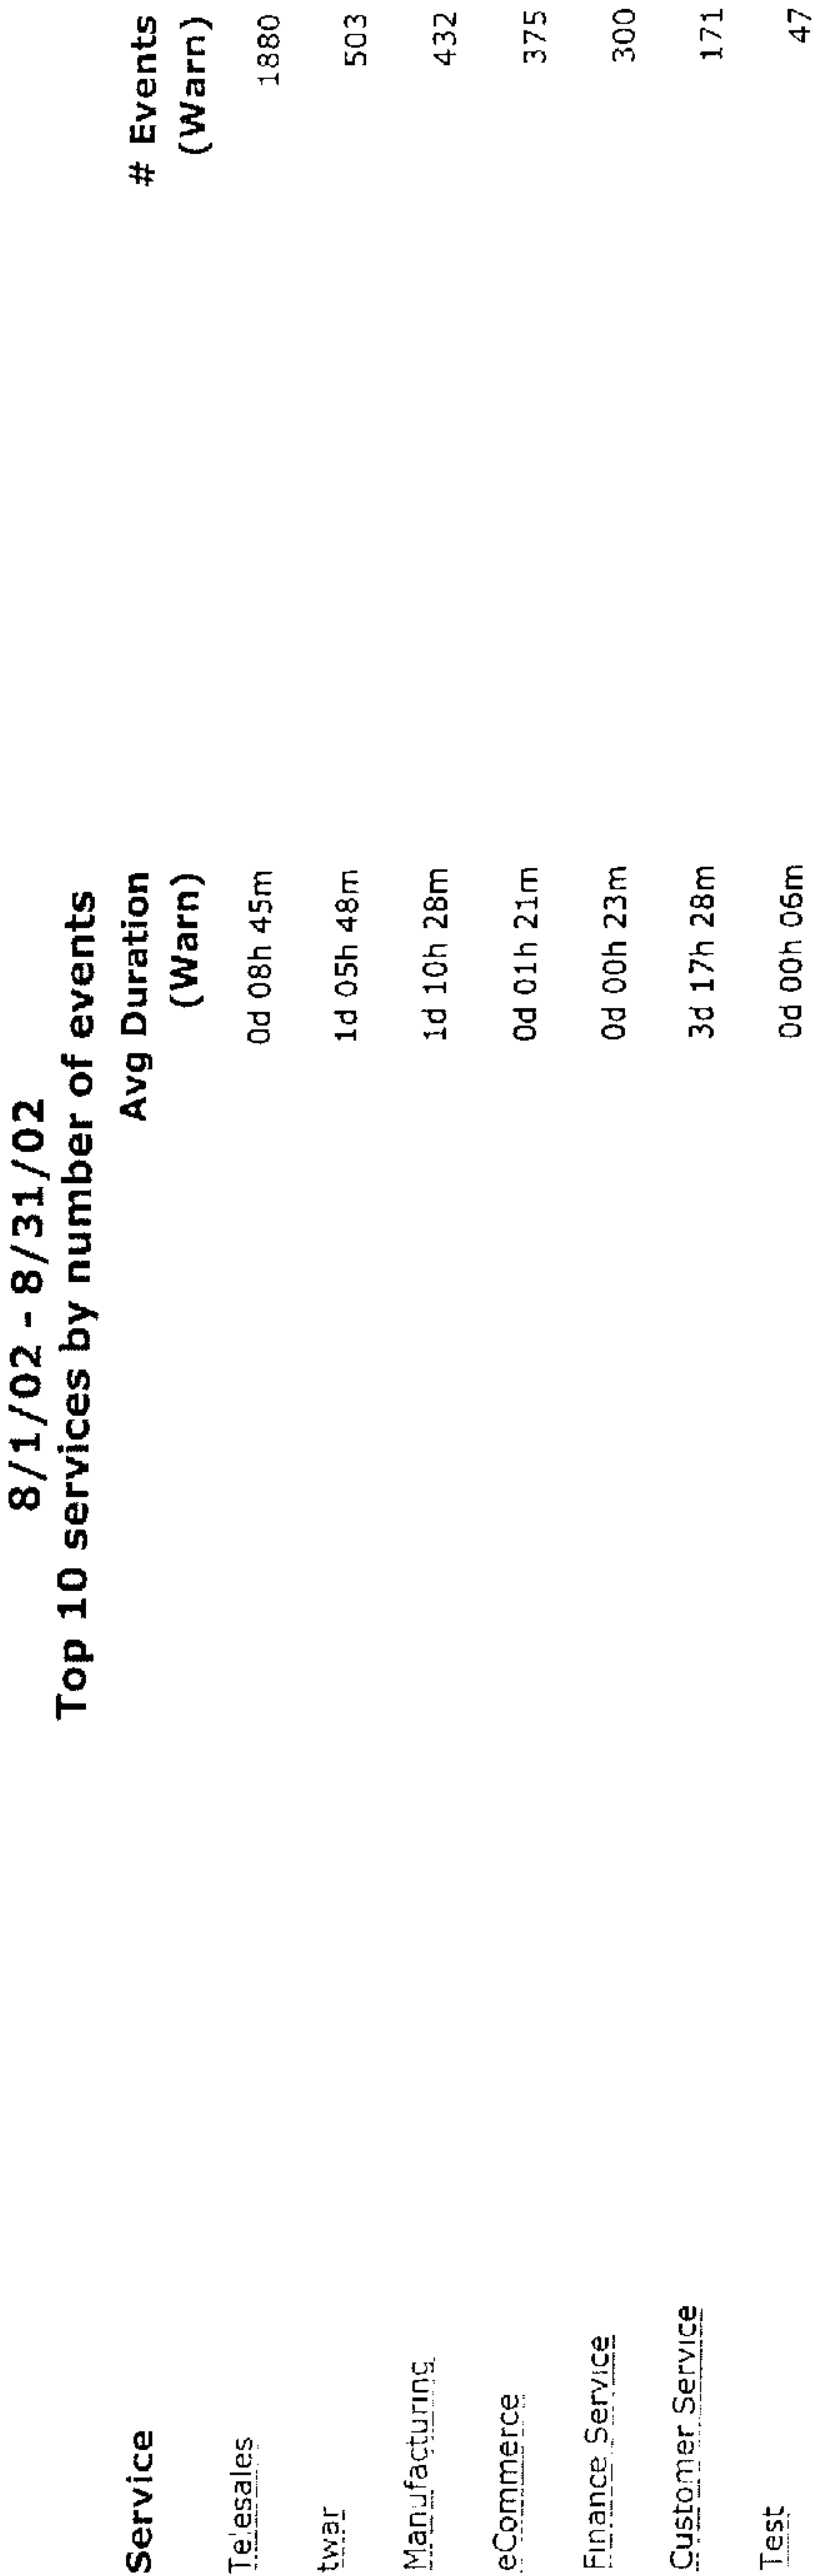 8/1/02 - 8/31/02
Top 10 services by number of events
Service Avg Duration # Events
(Warn) (Warn)
Telesales 0d 08h 45m 1880
twar 1d 05h 48m 503
Manufacturing 1d 10h 28m 432
eCommerce 0d 01h 21m 375
Finance Service 0d 00h 23m 300
Customer Service 3d 17h 28m 171
Test 0d 00h 06m 47